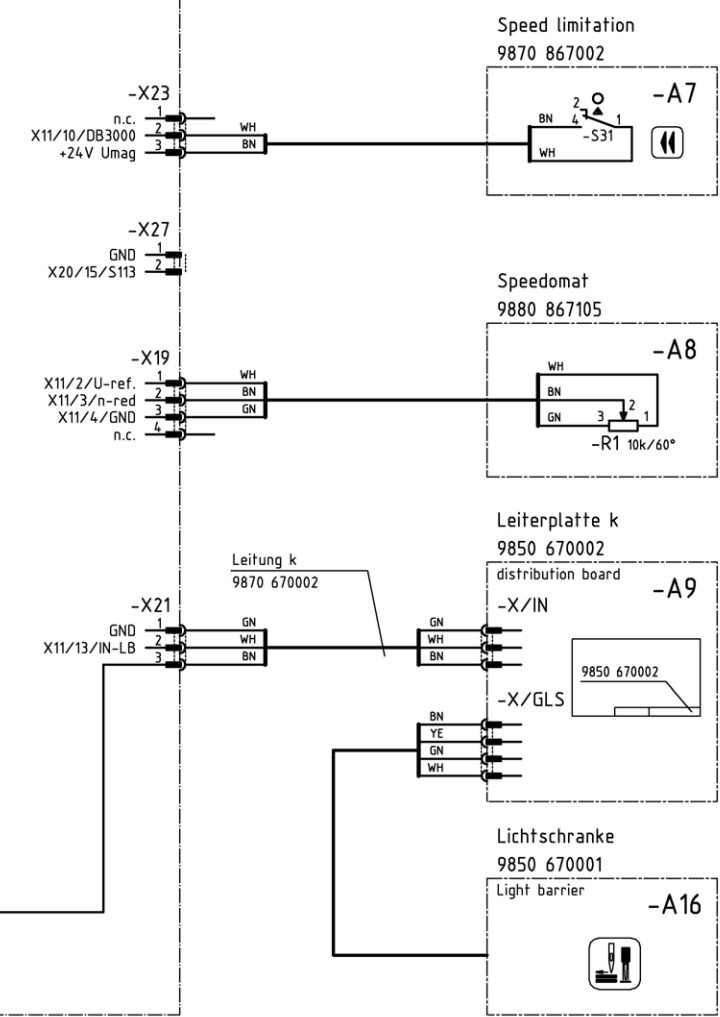 Speed limitation
9870 867002
-X23
-A7
n.c. 1
X11/10/DB3000 2 WH
+24V Umag 3 BN
2
BN 4 1
-S31
WH
-X27
GND 1
X20/15/S113 2
Speedomat
9880 867105
-X19
-A8
X11/2/U-ref. 1 WH
X11/3/n-red 2 BN
X11/4/GND 3 GN
n.c. 4
WH
BN
2
GN 3 1
-R1 10k/60°
Leiterplatte k
9850 670002
distribution board
Leitung k
9870 670002
-A9
-X21
-X/IN
GND 1 GN GN
X11/13/IN-LB 2 WH WH
3 BN BN
9850 670002
-X/GLS
BN
YE
GN
WH
Lichtschranke
9850 670001
Light barrier
-A16